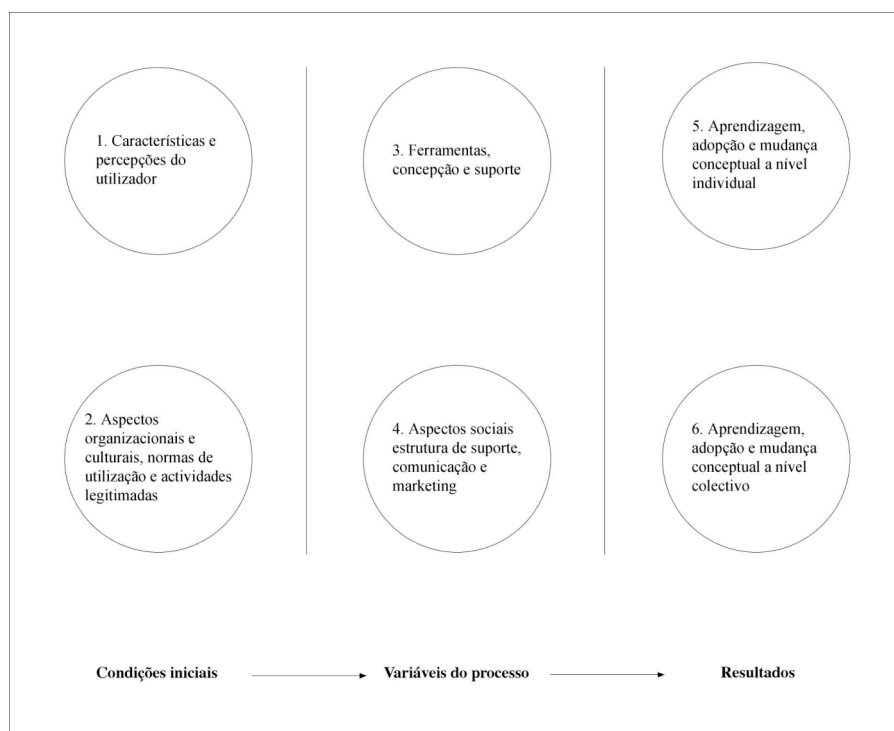 1. Características e
percepções do
utilizador
3. Ferramentas,
concepção e suporte
5. Aprendizagem,
adopção e mudança
conceptual a nível
individual
2. Aspectos
organizacionais e
culturais, normas de
utilização e actividades
legitimadas
4. Aspectos sociais
estrutura de suporte,
comunicação e
marketing
6. Aprendizagem,
adopção e mudança
conceptual a nível
colectivo
Condições iniciais
Variáveis do processo
Resultados